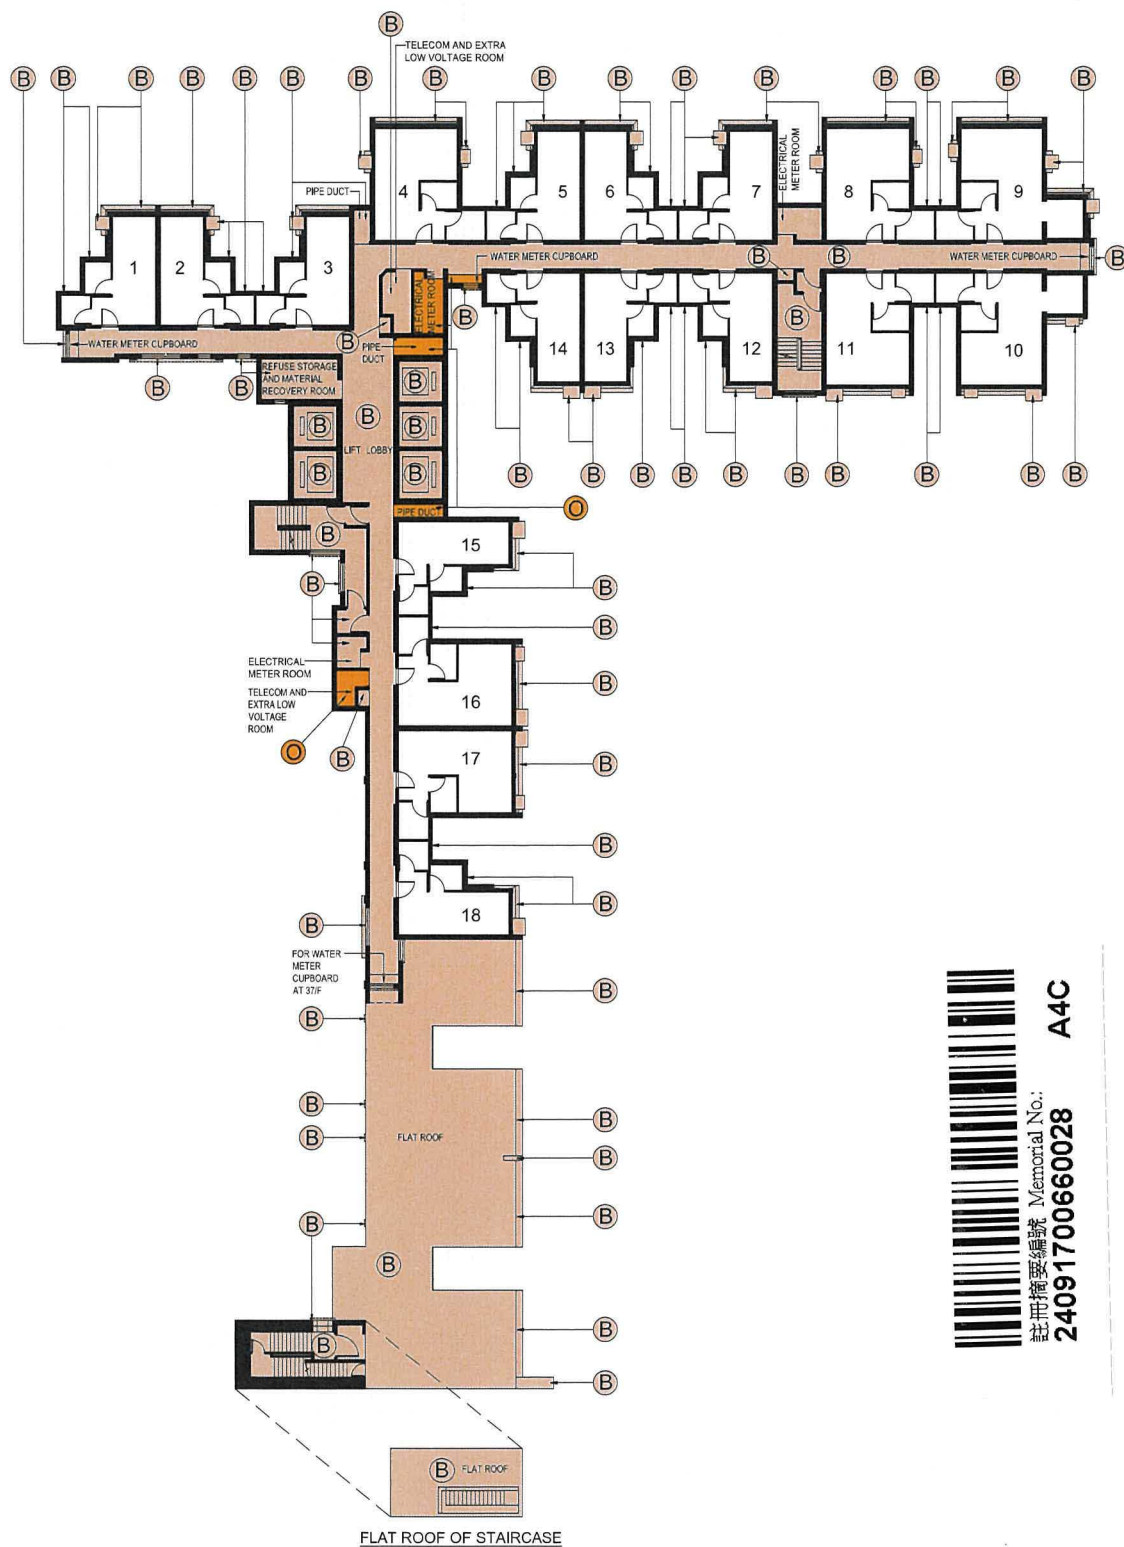 B
TELECOM AND EXTRA
LOW VOLTAGE ROOM
B B B B B B B B B B B B B B
ELECTRICAL
METER ROOM
PIPE DUCT
4 5 6 7 8 9
1 2 3
WATER METER CUPBOARD
B B
WATER METER CUPBOARD
B
ELECTRICAL
METER ROOM
B
B
B
WATER METER CUPBOARD
PIPE
DUCT
14 13 12 11 10
REFUSE STORAGE
AND MATERIAL
RECOVERY ROOM
B
B B
B
B B
LIFT LOBBY
B B
B B B B B B B B B B
PIPE DUCT
O
B
15
B
B
B
ELECTRICAL
METER ROOM
B
16
TELECOM AND
EXTRA LOW
VOLTAGE
ROOM
O
B
17
B
B
18
B
B
FOR WATER
METER
CUPBOARD
AT 37/F
B
B
B
B
B
FLAT ROOF
B
B
B
B
B
B
B
B
B
FLAT ROOF
FLAT ROOF OF STAIRCASE
註冊摘要編號 Memorial No.:
24091700660028
A4C